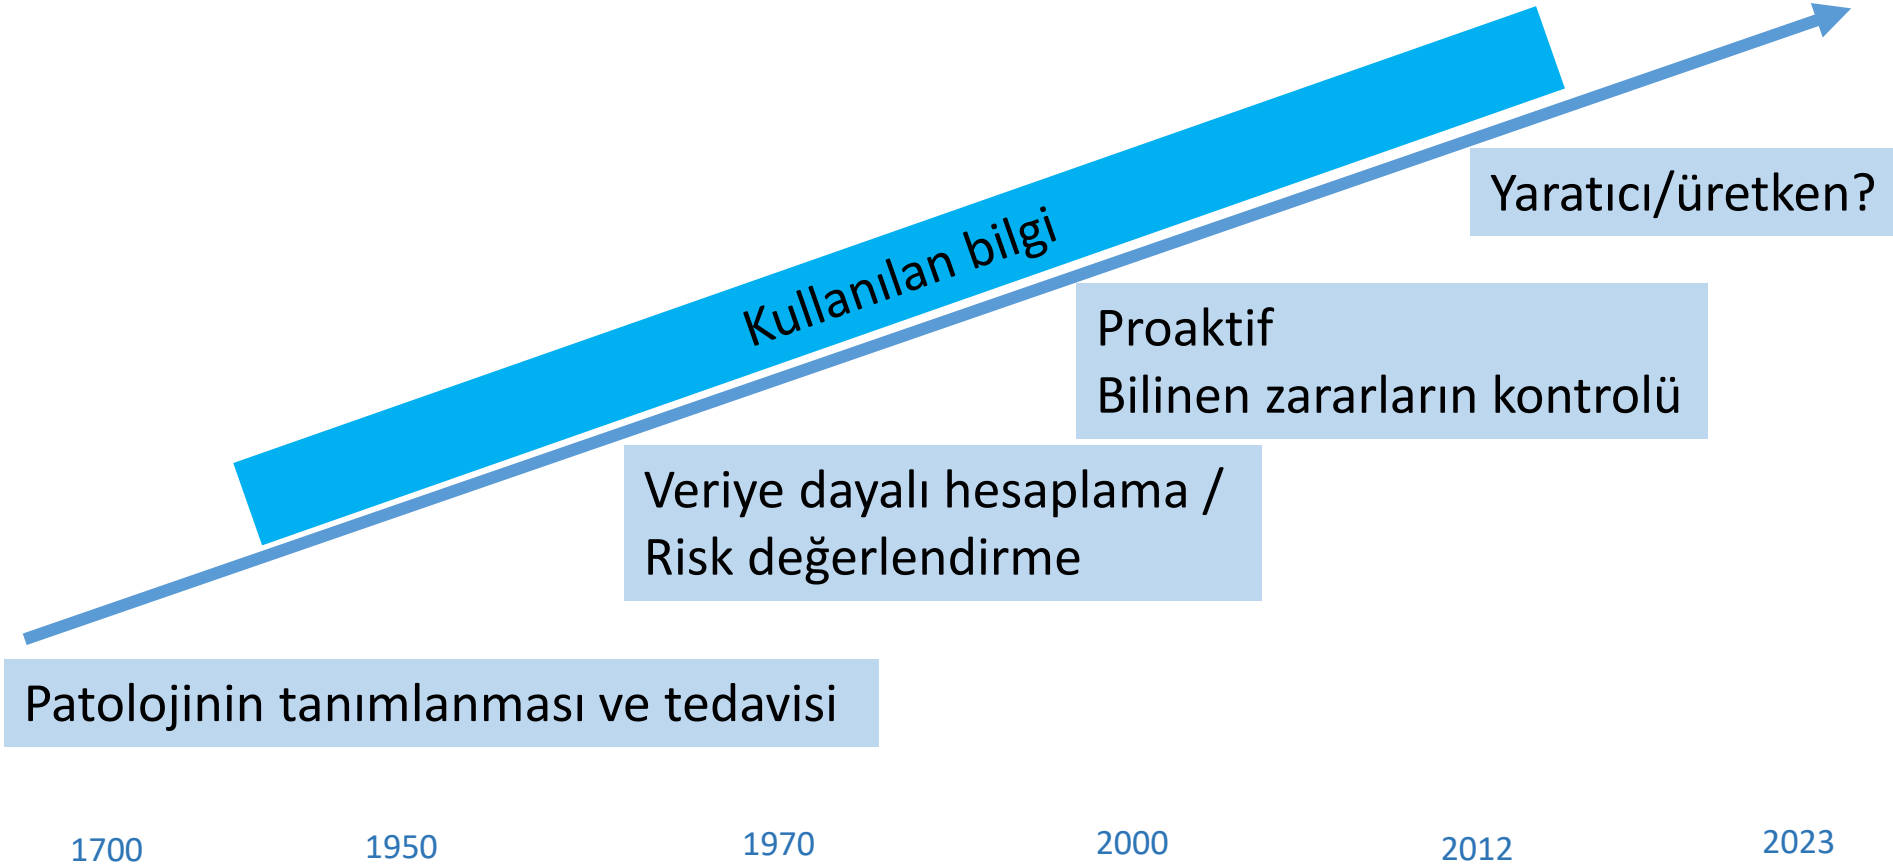 Kullanılan bilgi
Yaratıcı/üretken?
Proaktif
Bilinen zararların kontrolü
Veriye dayalı hesaplama /
Risk değerlendirme
Patolojinin tanımlanması ve tedavisi
1700 1950 1970 2000 2012 2023